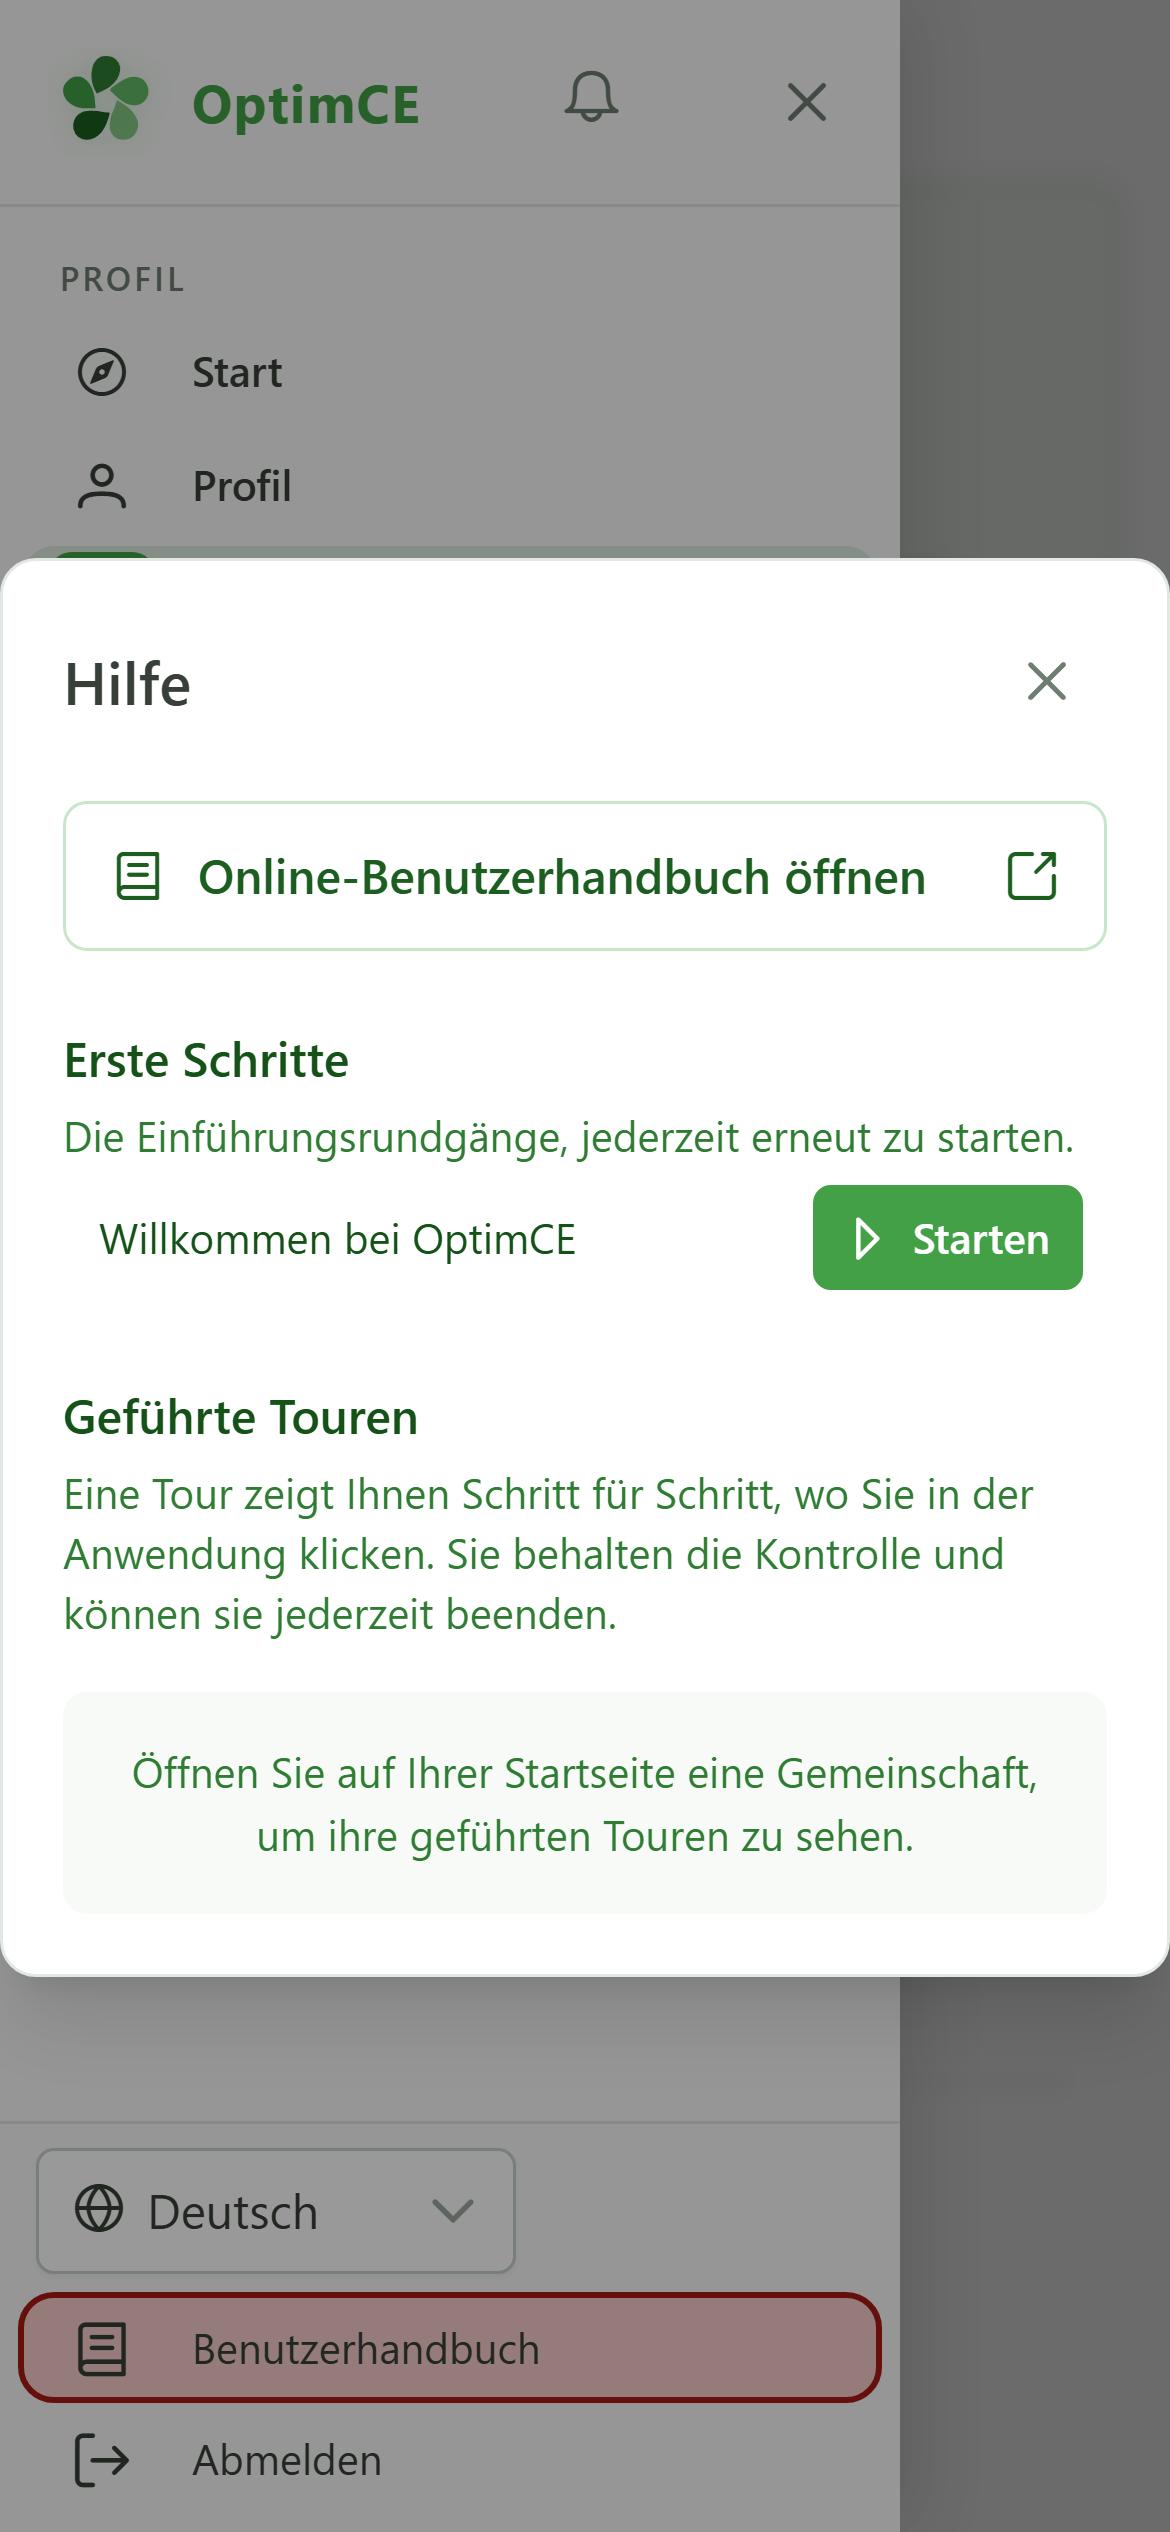 OptimCE
PROFIL
Start
Profil
Hilfe
Online-Benutzerhandbuch öffnen
Erste Schritte
Die Einführungsrundgänge, jederzeit erneut zu starten.
Willkommen bei OptimCE
Starten
Geführte Touren
Eine Tour zeigt Ihnen Schritt für Schritt, wo Sie in der
Anwendung klicken. Sie behalten die Kontrolle und
können sie jederzeit beenden.
Öffnen Sie auf Ihrer Startseite eine Gemeinschaft,
um ihre geführten Touren zu sehen.
Deutsch
Benutzerhandbuch
Abmelden